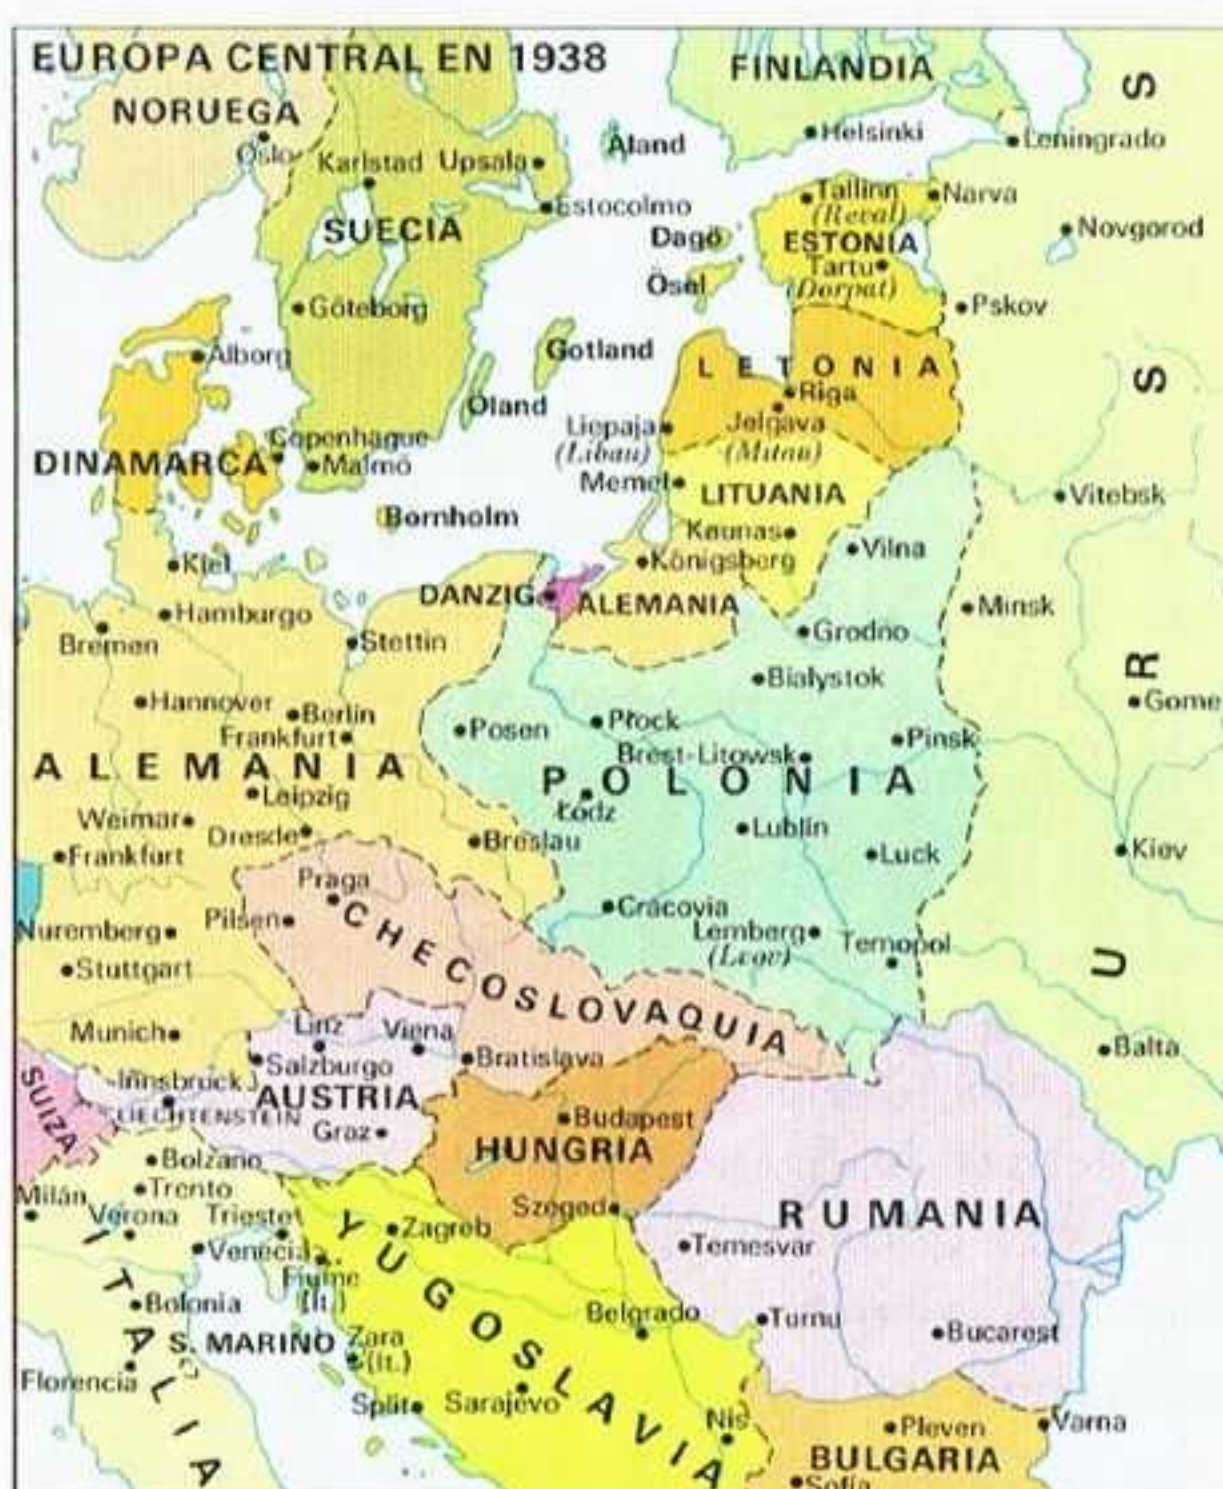 EUROPA CENTRAL EN 1938
NORUEGA
FINLANDIA
Oslo
Karlstad
Upsala
Åland
Helsinki
Leningrado
Estocolmo
SUECIA
Dagö
Ösel
Tallinn
(Reval)
Narva
ESTONIA
Tartu
(Dorpat)
Novgorod
Göteborg
Pskov
Alborg
Gotland
LETONIA
Riga
Öland
Jelgava
(Mitau)
Liepaja
(Libau)
Copenhague
DINAMARCA
Malmö
Memel
LITUANIA
Vitebsk
Bornholm
Kaunas
Vilna
Kiel
Königsberg
DANZIG
ALEMANIA
Minsk
Hamburgo
Bremen
Stettin
Grodno
Bialystok
Hannover
Berlin
Frankfurt
Posen
Płock
Brest-Litowsk
Pinsk
Gome
ALEMANIA
POLONIA
Leipzig
Łódz
Weimar
Dresde
Breslau
Lublin
Luck
Kiev
Frankfurt
Praga
Pilsen
Cracovia
Lemberg
(Lvov)
Ternopol
Nuremberg
CHECOSLOVAQUIA
Stuttgart
Munich
Linz
Viena
Salzburgo
Bratislava
Balta
SUIZA
Innsbruck
LIECHTENSTEIN
AUSTRIA
Graz
Budapest
HUNGRIA
Bolzano
Trento
Milán
Verona
Trieste
Venecia
Fiume
(It.)
Zagreb
Szeged
RUMANIA
Temesvar
ITALIA
YUGOSLAVIA
Bolonia
S. MARINO
Zara
(It.)
Belgrado
Turnu
Bucarest
Florencia
Split
Sarajevo
Nis
Pleven
Varna
BULGARIA
Sofia
URSS